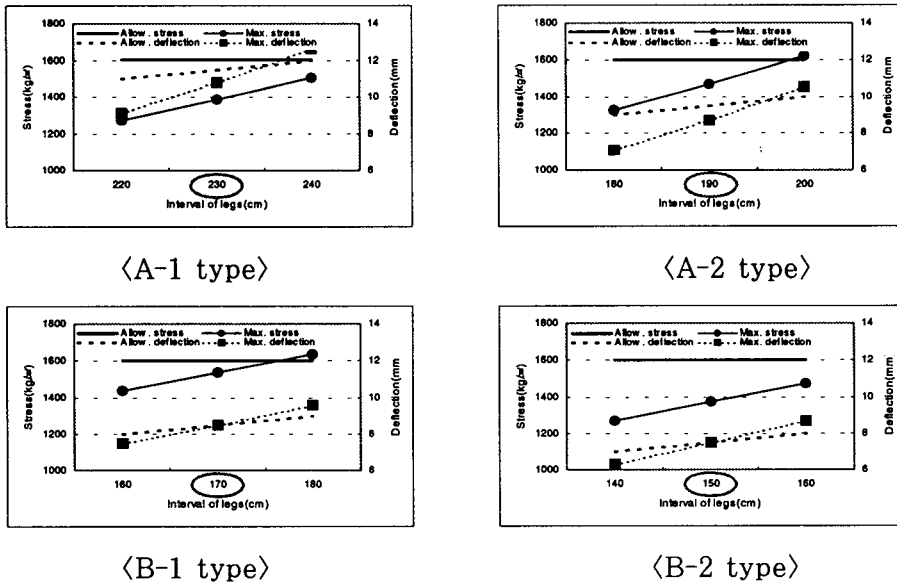 1800 14
Allow. stress Max. stress
Allow. deflection Max. deflection
1600 12
1400 10
1200 8
1000 6
Stress(kg/㎠)
Deflection(mm
220 230 240
Interval of legs(cm)
〈A-1 type〉
1800 14
Allow. stress Max. stress
Allow. deflection Max. deflection
1600 12
1400 10
1200 8
1000 6
Stress(kg/㎠)
Deflection(mm
180 190 200
Interval of legs(cm)
〈A-2 type〉
1800 14
Allow. stress Max. stress
Allow. deflection Max. deflection
1600 12
1400 10
1200 8
1000 6
Stress(kg/㎠)
Deflection(mm
160 170 180
Interval of legs(cm)
〈B-1 type〉
1800 14
Allow. stress Max. stress
Allow. deflection Max. deflection
1600 12
1400 10
1200 8
1000 6
Stress(kg/㎠)
Deflection(mm
140 150 160
Interval of legs(cm)
〈B-2 type〉